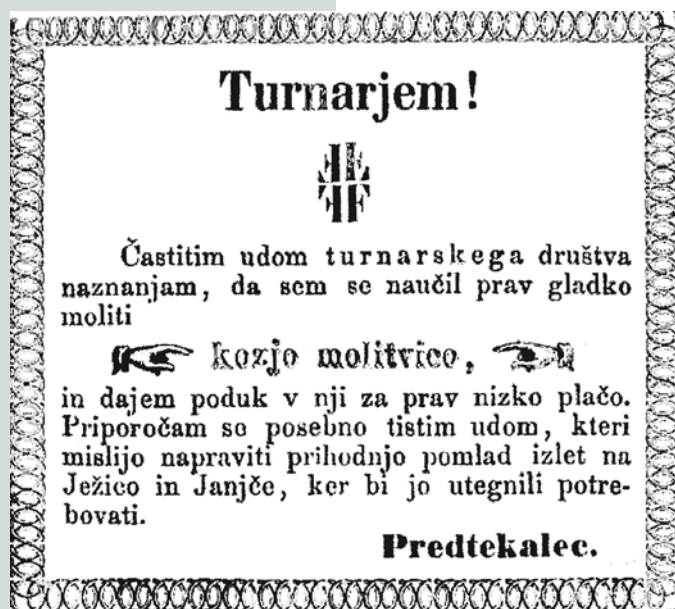 Turnarjem!
FF
FF
Častitim udom turnarskega društva
naznanjam, da sem se naučil prav gladko
moliti
kozjo molitvico,
in dajem poduk v nji za prav nizko plačo.
Priporočam se posebno tistim udom, kteri
mislijo napraviti prihodnjo pomlad izlet na
Ježico in Janjče, ker bi jo utegnili potre-
bovati.
Predtekalec.